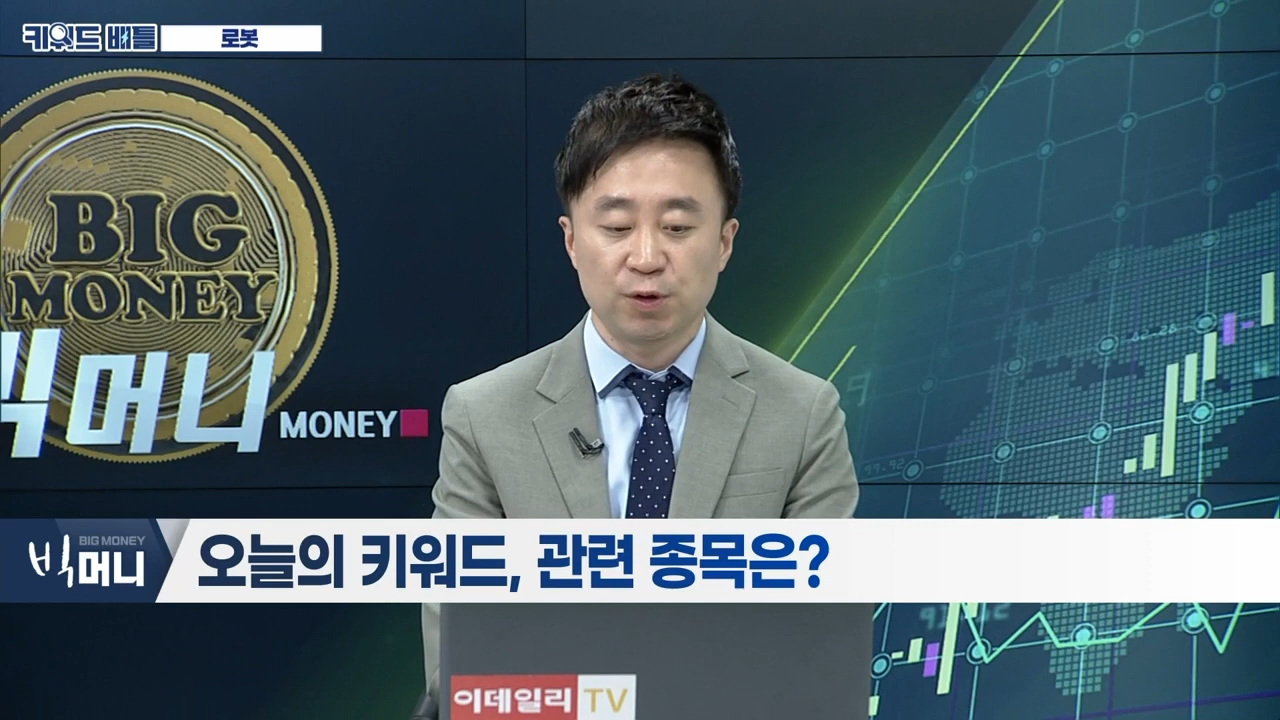 키워드 배틀 로봇
BIG
MONEY
빅머니 MONEY
BIG MONEY
빅머니
오늘의 키워드, 관련 종목은?
이데일리 TV